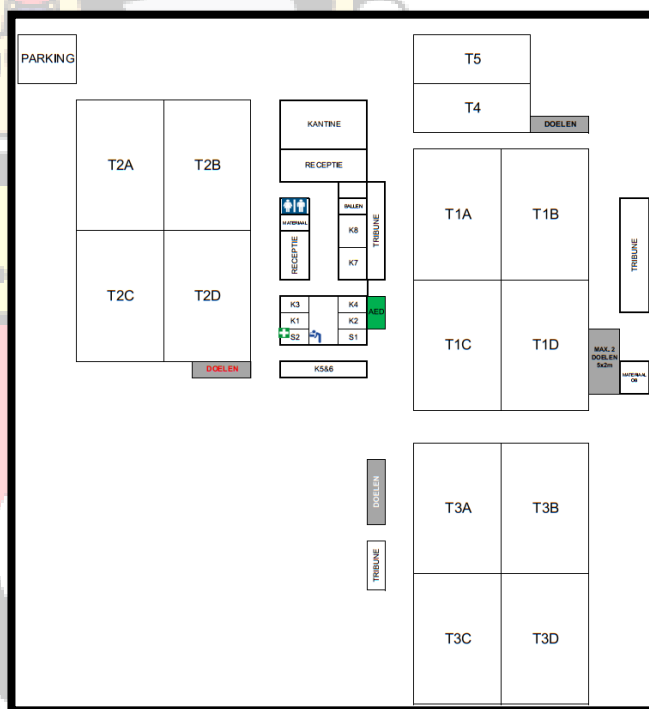 PARKING
T5
T4
DOELEN
KANTINE
RECEPTIE
T2A
T2B
T2C
T2D
DOELEN
BALLEN
MATERIAAL
K8
K7
RECEPTIE
TRIBUNE
K3
K4
AED
K1
K2
S2
S1
K5&6
T1A
T1B
T1C
T1D
TRIBUNE
MAX. 2
DOELEN
5x2m
MATERIAAL
OB
DOELEN
TRIBUNE
T3A
T3B
T3C
T3D